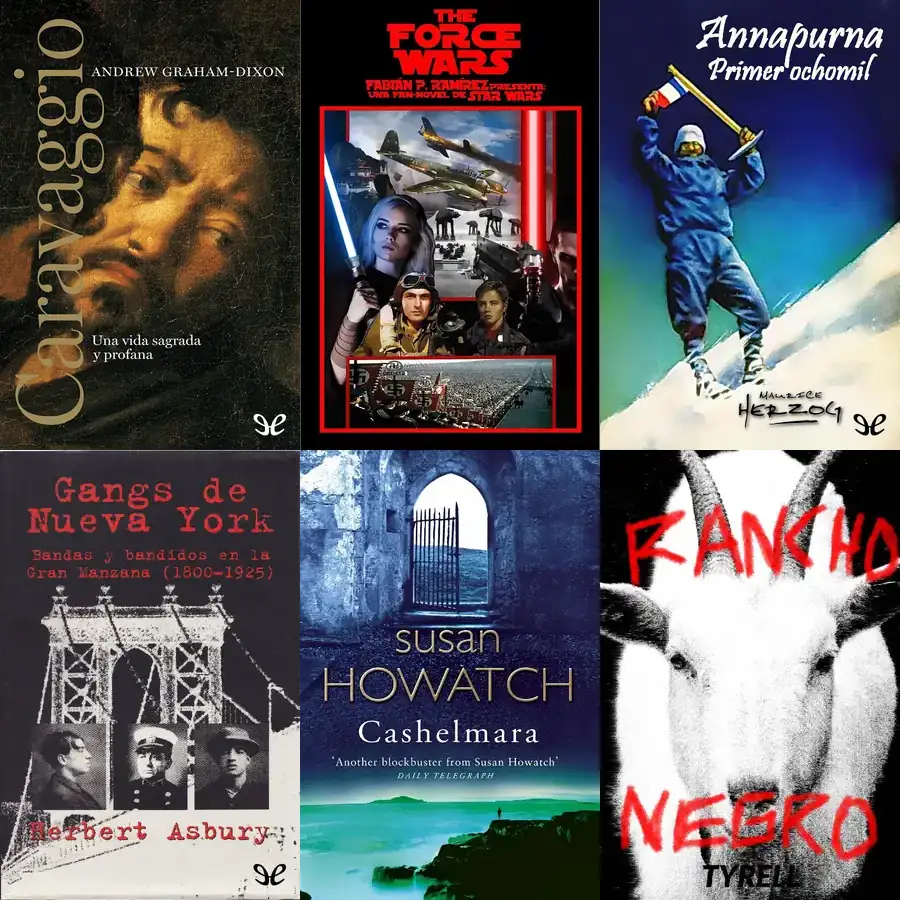 Caravaggio
ANDREW GRAHAM-DIXON
Una vida sagrada
y profana
THE
FORCE
WARS
FABIÁN P. RAMÍREZ PRESENTA:
UNA FAN-NOVEL DE STAR WARS
Annapurna
Primer ochomil
MAURICE
HERZOG
Gangs de
Nueva York
Bandas y bandidos en la
Gran Manzana (1800-1925)
Herbert Asbury
susan
HOWATCH
Cashelmara
'Another blockbuster from Susan Howatch'
DAILY TELEGRAPH
RANCHO
NEGRO
TYRELL